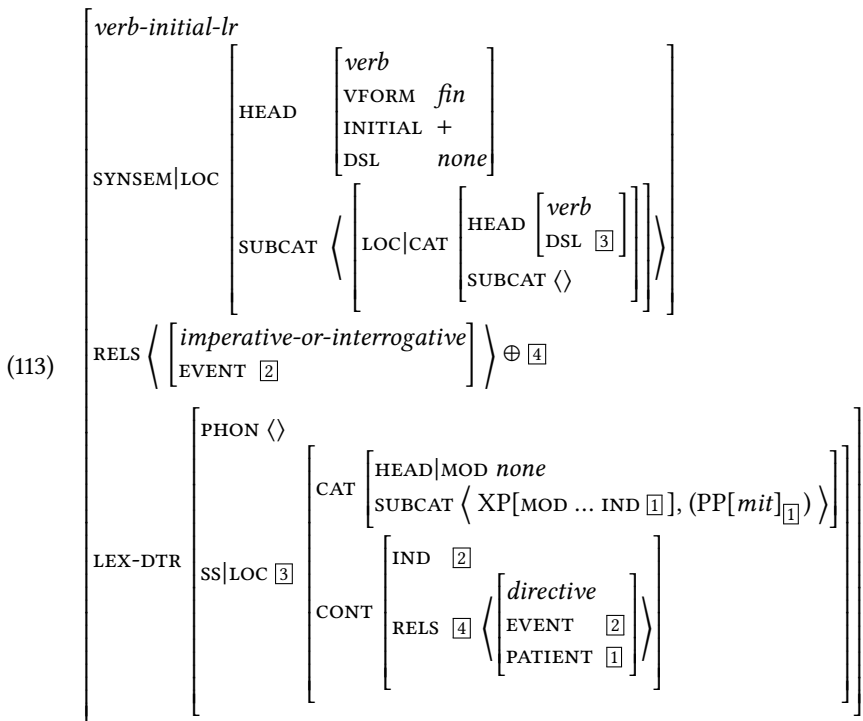 verb-initial-lr
SYNSEM|LOC
HEAD
verb
VFORM fin
INITIAL +
DSL none
SUBCAT ⟨ [LOC|CAT [HEAD [verb
DSL 3]
SUBCAT ⟨⟩]] ⟩
(113)
RELS ⟨ [imperative-or-interrogative
EVENT 2] ⟩ ⊕ 4
LEX-DTR
PHON ⟨⟩
SS|LOC 3
CAT
HEAD|MOD none
SUBCAT ⟨ XP[MOD ... IND 1], (PP[mit]1) ⟩
CONT
IND 2
RELS 4 ⟨ [directive
EVENT 2
PATIENT 1] ⟩